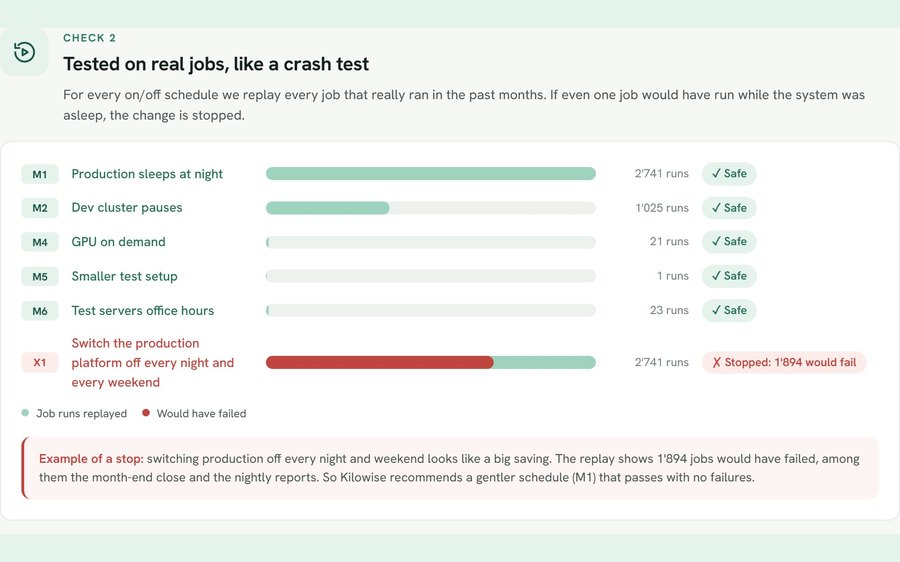 CHECK 2
Tested on real jobs, like a crash test
For every on/off schedule we replay every job that really ran in the past months. If even one job would have run while the system was
asleep, the change is stopped.
M1 Production sleeps at night 2'741 runs ✓ Safe
M2 Dev cluster pauses 1'025 runs ✓ Safe
M4 GPU on demand 21 runs ✓ Safe
M5 Smaller test setup 1 runs ✓ Safe
M6 Test servers office hours 23 runs ✓ Safe
Switch the production
X1 platform off every night and 2'741 runs ✗ Stopped: 1'894 would fail
every weekend
Job runs replayed Would have failed
Example of a stop: switching production off every night and weekend looks like a big saving. The replay shows 1'894 jobs would have failed, among
them the month-end close and the nightly reports. So Kilowise recommends a gentler schedule (M1) that passes with no failures.